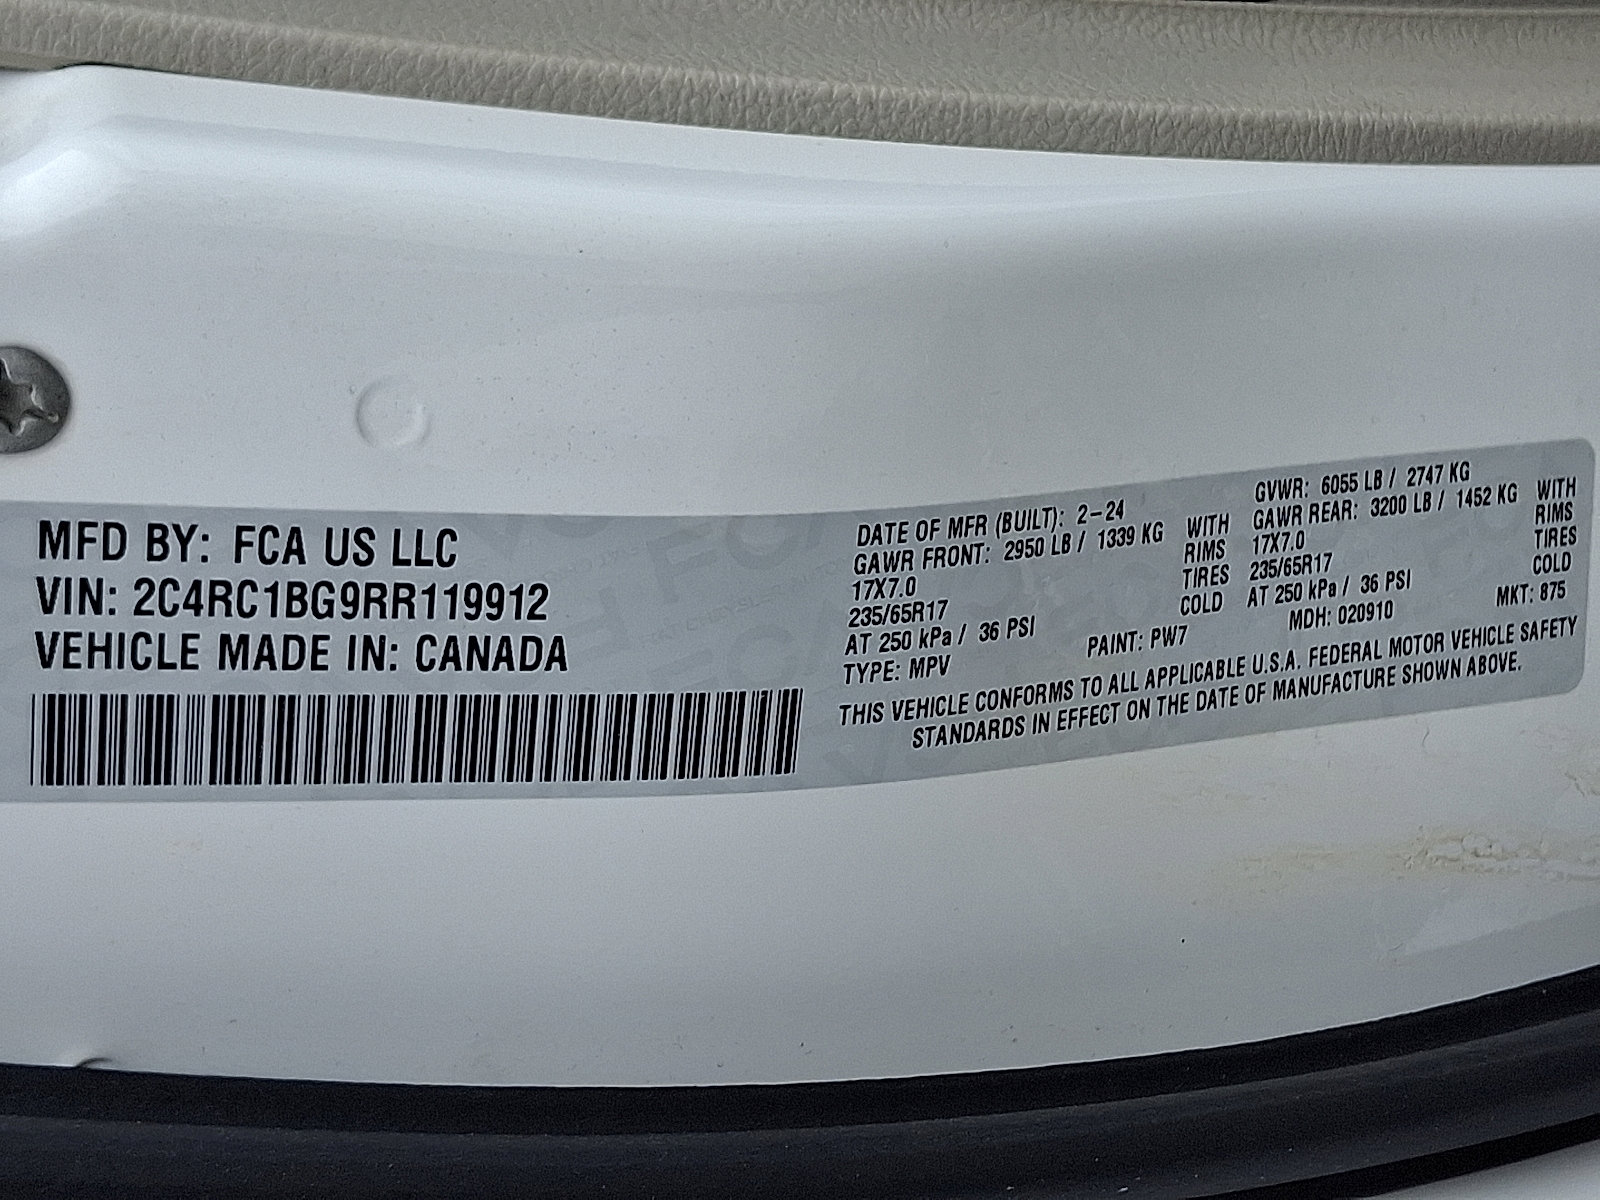 MFD BY: FCA US LLC
VIN: 2C4RC1BG9RR119912
VEHICLE MADE IN: CANADA
DATE OF MFR (BUILT): 2-24
GAWR FRONT: 2950 LB / 1339 KG WITH
17X7.0 RIMS
235/65R17 TIRES
AT 250 kPa / 36 PSI COLD
TYPE: MPV
GVWR: 6055 LB / 2747 KG
GAWR REAR: 3200 LB / 1452 KG WITH
17X7.0 RIMS
235/65R17 TIRES
AT 250 kPa / 36 PSI COLD
PAINT: PW7 MDH: 020910 MKT: 875
THIS VEHICLE CONFORMS TO ALL APPLICABLE U.S.A. FEDERAL MOTOR VEHICLE SAFETY
STANDARDS IN EFFECT ON THE DATE OF MANUFACTURE SHOWN ABOVE.